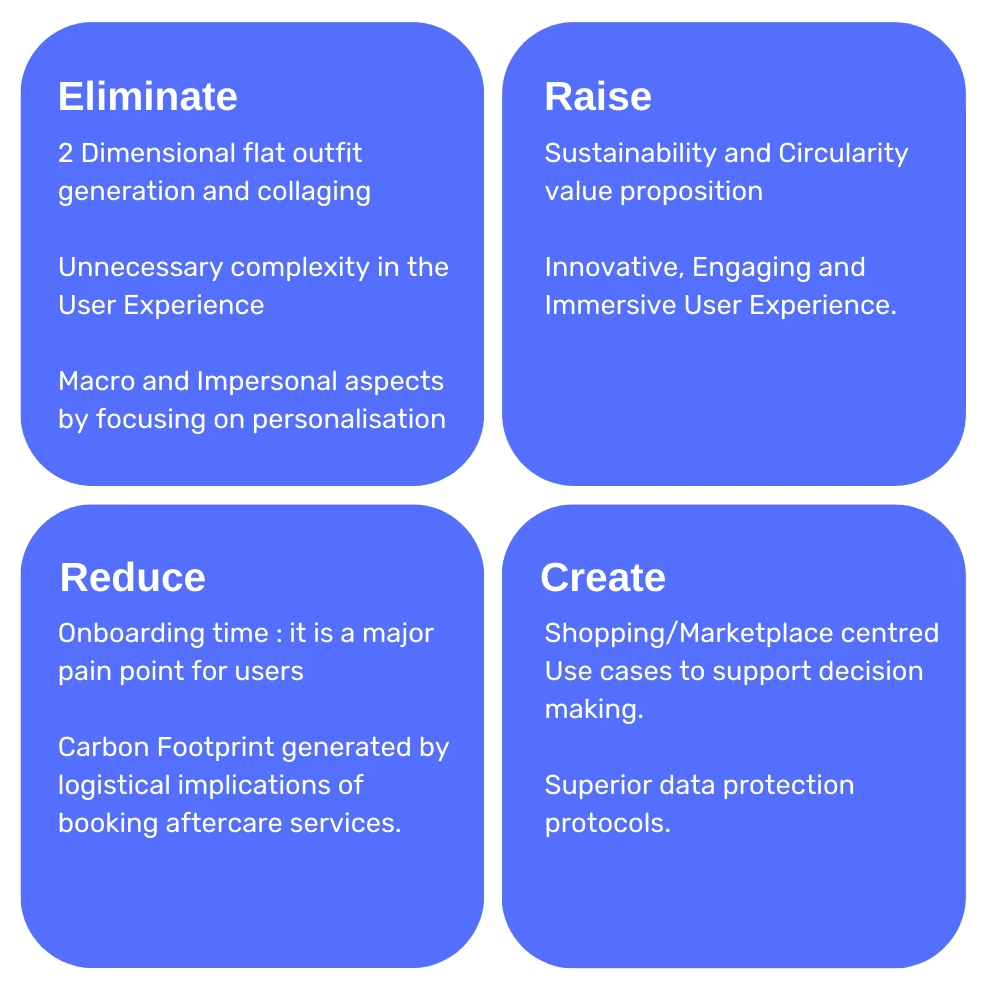 Eliminate
2 Dimensional flat outfit
generation and collaging
Unnecessary complexity in the
User Experience
Macro and Impersonal aspects
by focusing on personalisation
Raise
Sustainability and Circularity
value proposition
Innovative, Engaging and
Immersive User Experience.
Reduce
Onboarding time : it is a major
pain point for users
Carbon Footprint generated by
logistical implications of
booking aftercare services.
Create
Shopping/Marketplace centred
Use cases to support decision
making.
Superior data protection
protocols.